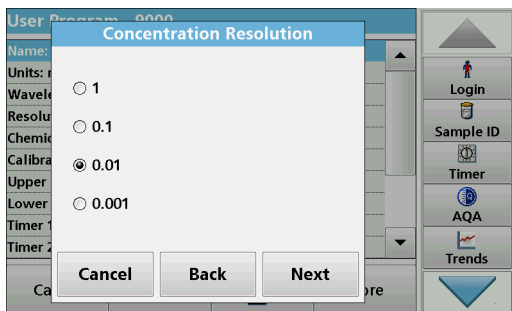 User Program - 9000
Concentration Resolution
Name:
Units:
Wavele
Resolu
Chemic
Calibra
Upper
Lower
Timer 1
Timer 2
1
0.1
0.01
0.001
Cancel
Back
Next
Ca
ore
Login
Sample ID
Timer
AQA
Trends